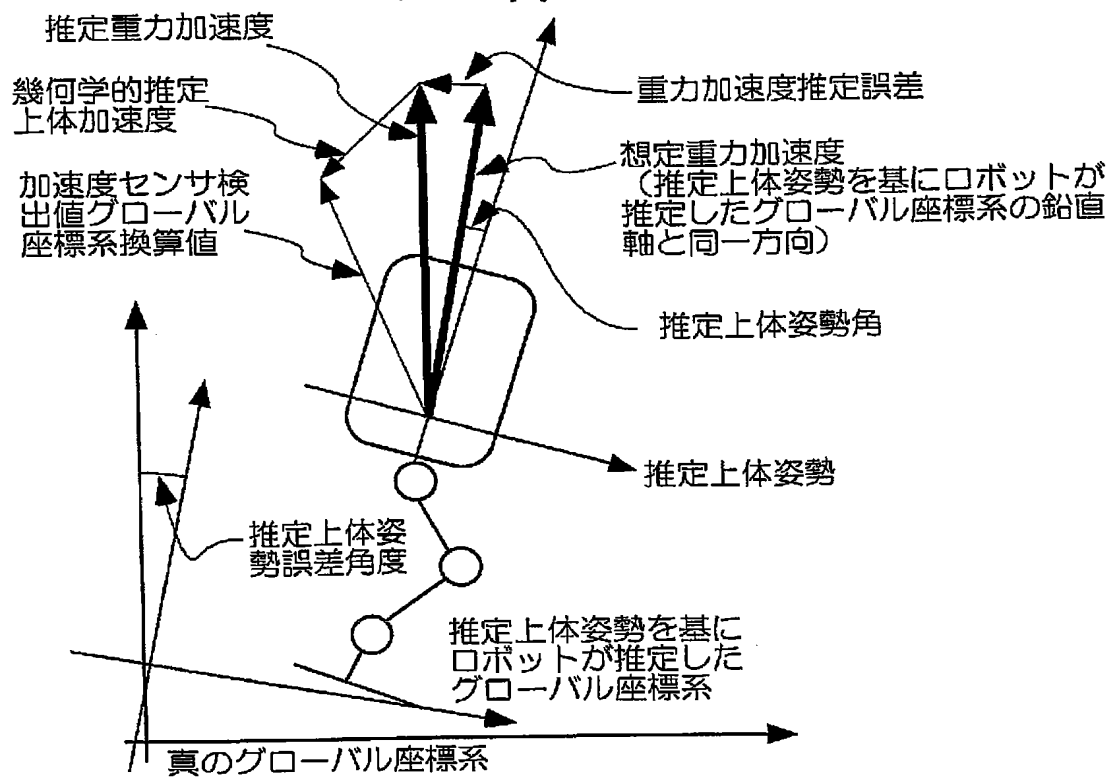 推定重力加速度
幾何学的推定
上体加速度
加速度センサ検
出値グローバル
座標系換算値
重力加速度推定誤差
想定重力加速度
（推定上体姿勢を基にロボットが
推定したグローバル座標系の鉛直
軸と同一方向）
推定上体姿勢角
推定上体姿勢
推定上体姿
勢誤差角度
推定上体姿勢を基に
ロボットが推定した
グローバル座標系
真のグローバル座標系